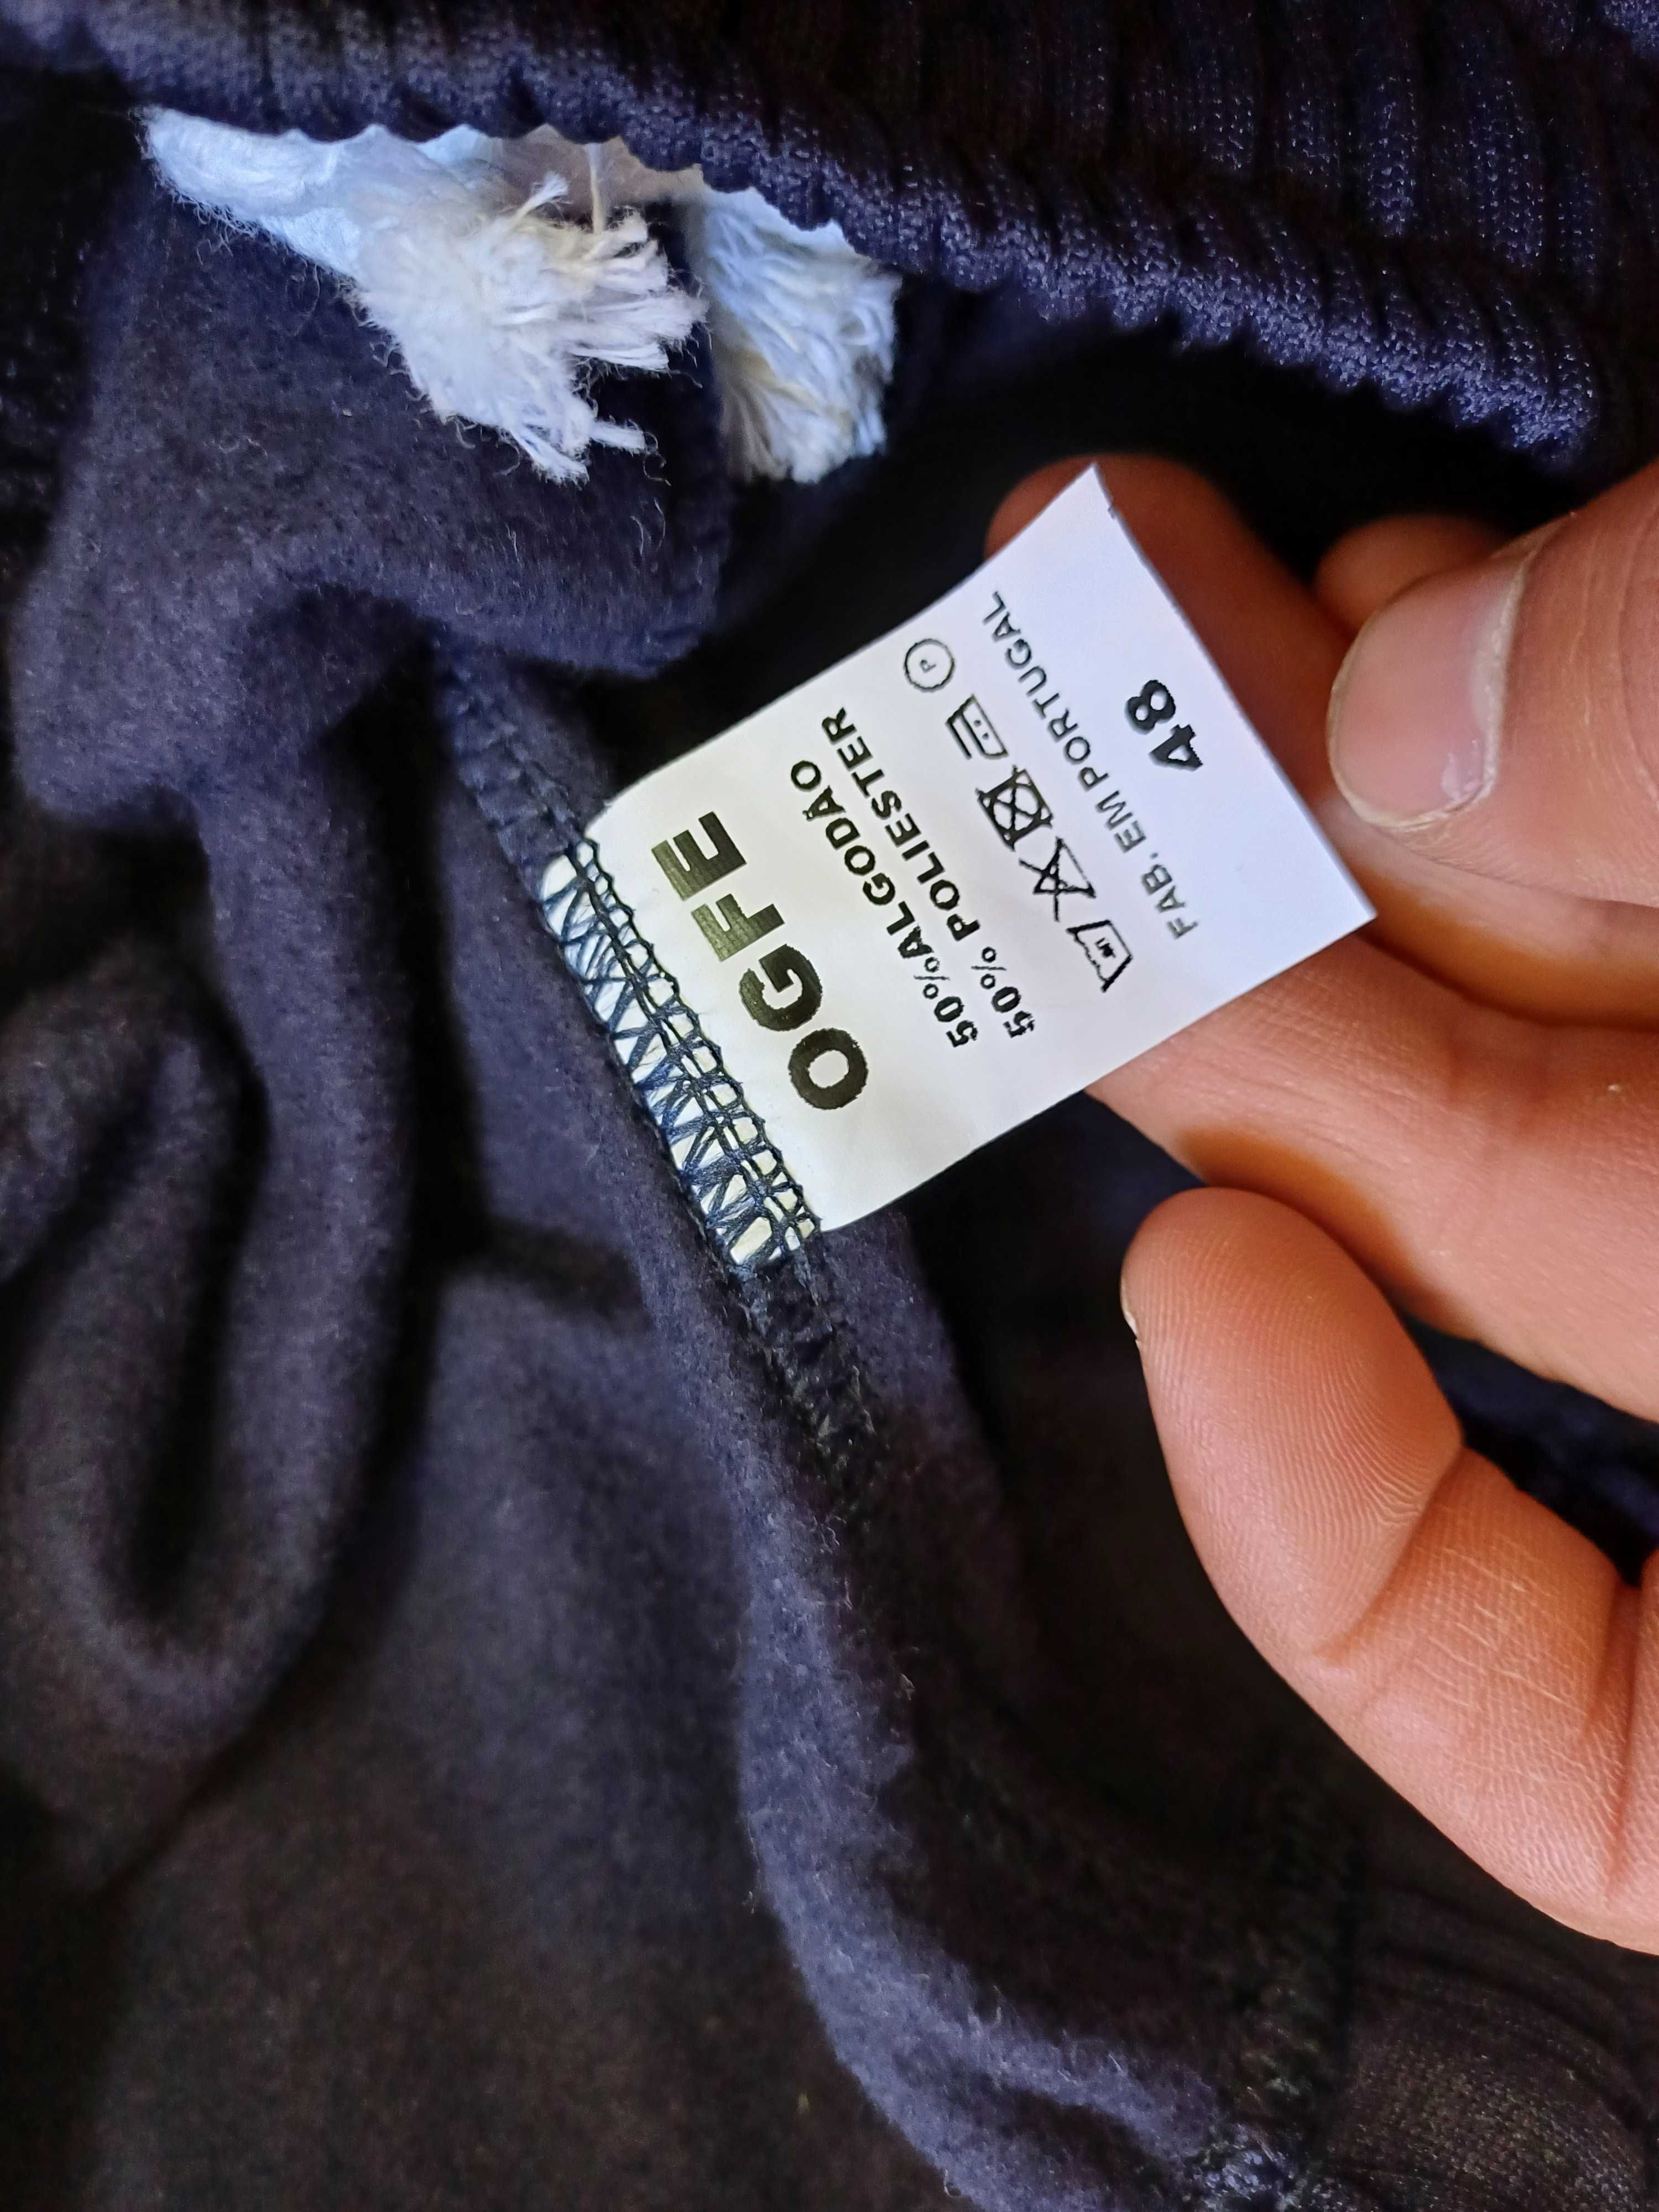 OGFE
50%ALGODÃO
50% POLIESTER
P
FAB. EM PORTUGAL
48